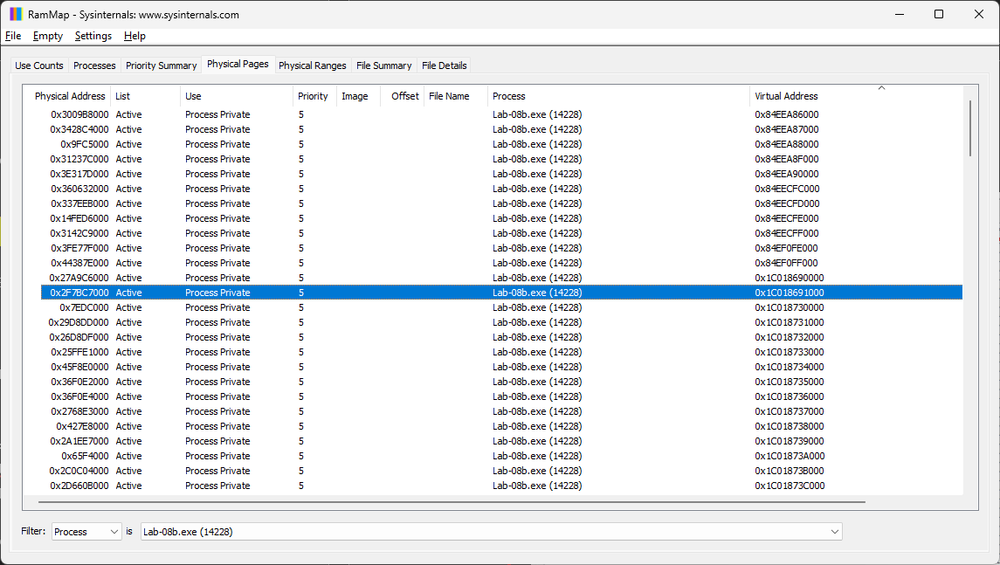 RamMap - Sysinternals: www.sysinternals.com
File Empty Settings Help
Use Counts Processes Priority Summary Physical Pages Physical Ranges File Summary File Details
Physical Address List Use Priority Image Offset File Name Process Virtual Address
0x3009B8000 Active Process Private 5 Lab-08b.exe (14228) 0x84EEA86000
0x3428C4000 Active Process Private 5 Lab-08b.exe (14228) 0x84EEA87000
0x9FC5000 Active Process Private 5 Lab-08b.exe (14228) 0x84EEA88000
0x31237C000 Active Process Private 5 Lab-08b.exe (14228) 0x84EEA8F000
0x3E317D000 Active Process Private 5 Lab-08b.exe (14228) 0x84EEA90000
0x360632000 Active Process Private 5 Lab-08b.exe (14228) 0x84EECFC000
0x337EEB000 Active Process Private 5 Lab-08b.exe (14228) 0x84EECFD000
0x14FED6000 Active Process Private 5 Lab-08b.exe (14228) 0x84EECFE000
0x3142C9000 Active Process Private 5 Lab-08b.exe (14228) 0x84EECFF000
0x3FE77F000 Active Process Private 5 Lab-08b.exe (14228) 0x84EF0FE000
0x44387E000 Active Process Private 5 Lab-08b.exe (14228) 0x84EF0FF000
0x27A9C6000 Active Process Private 5 Lab-08b.exe (14228) 0x1C018690000
0x2F7BC7000 Active Process Private 5 Lab-08b.exe (14228) 0x1C018691000
0x7EDC000 Active Process Private 5 Lab-08b.exe (14228) 0x1C018730000
0x29D8DD000 Active Process Private 5 Lab-08b.exe (14228) 0x1C018731000
0x26D8DF000 Active Process Private 5 Lab-08b.exe (14228) 0x1C018732000
0x25FFE1000 Active Process Private 5 Lab-08b.exe (14228) 0x1C018733000
0x45F8E0000 Active Process Private 5 Lab-08b.exe (14228) 0x1C018734000
0x36F0E2000 Active Process Private 5 Lab-08b.exe (14228) 0x1C018735000
0x36F0E4000 Active Process Private 5 Lab-08b.exe (14228) 0x1C018736000
0x2768E3000 Active Process Private 5 Lab-08b.exe (14228) 0x1C018737000
0x427E8000 Active Process Private 5 Lab-08b.exe (14228) 0x1C018738000
0x2A1EE7000 Active Process Private 5 Lab-08b.exe (14228) 0x1C018739000
0x65F4000 Active Process Private 5 Lab-08b.exe (14228) 0x1C01873A000
0x2C0C04000 Active Process Private 5 Lab-08b.exe (14228) 0x1C01873B000
0x2D660B000 Active Process Private 5 Lab-08b.exe (14228) 0x1C01873C000
Filter: Process is Lab-08b.exe (14228)